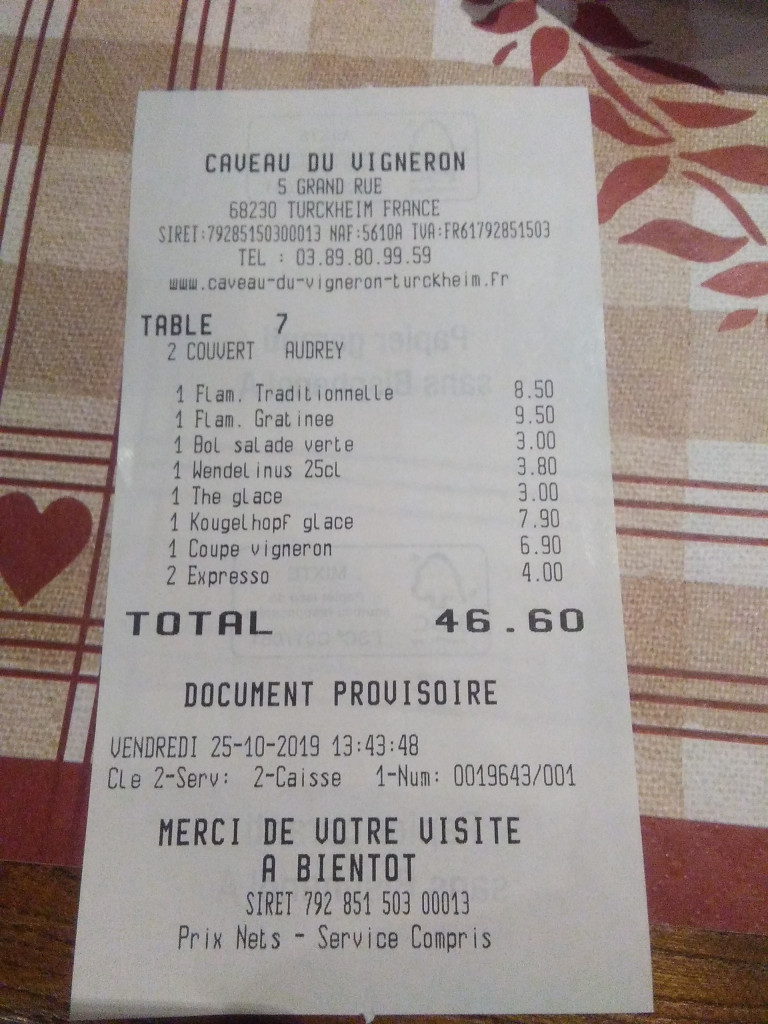 CAVEAU DU VIGNERON
5 GRAND RUE
68230 TURCKHEIM FRANCE
SIRET:79285150300013 NAF:5610A TVA:FR61792851503
TEL : 03.89.80.99.59
www.caveau-du-vigneron-turckheim.fr
TABLE 7
2 COUVERT AUDREY
1 Flam. Traditionnelle 8.50
1 Flam. Gratinee 9.50
1 Bol salade verte 3.00
1 Wendelinus 25cl 3.80
1 The glace 3.00
1 Kougelhopf glace 7.90
1 Coupe vigneron 6.90
2 Expresso 4.00
TOTAL 46.60
DOCUMENT PROVISOIRE
VENDREDI 25-10-2019 13:43:48
Cle 2-Serv: 2-Caisse 1-Num: 0019643/001
MERCI DE VOTRE VISITE
A BIENTOT
SIRET 792 851 503 00013
Prix Nets - Service Compris